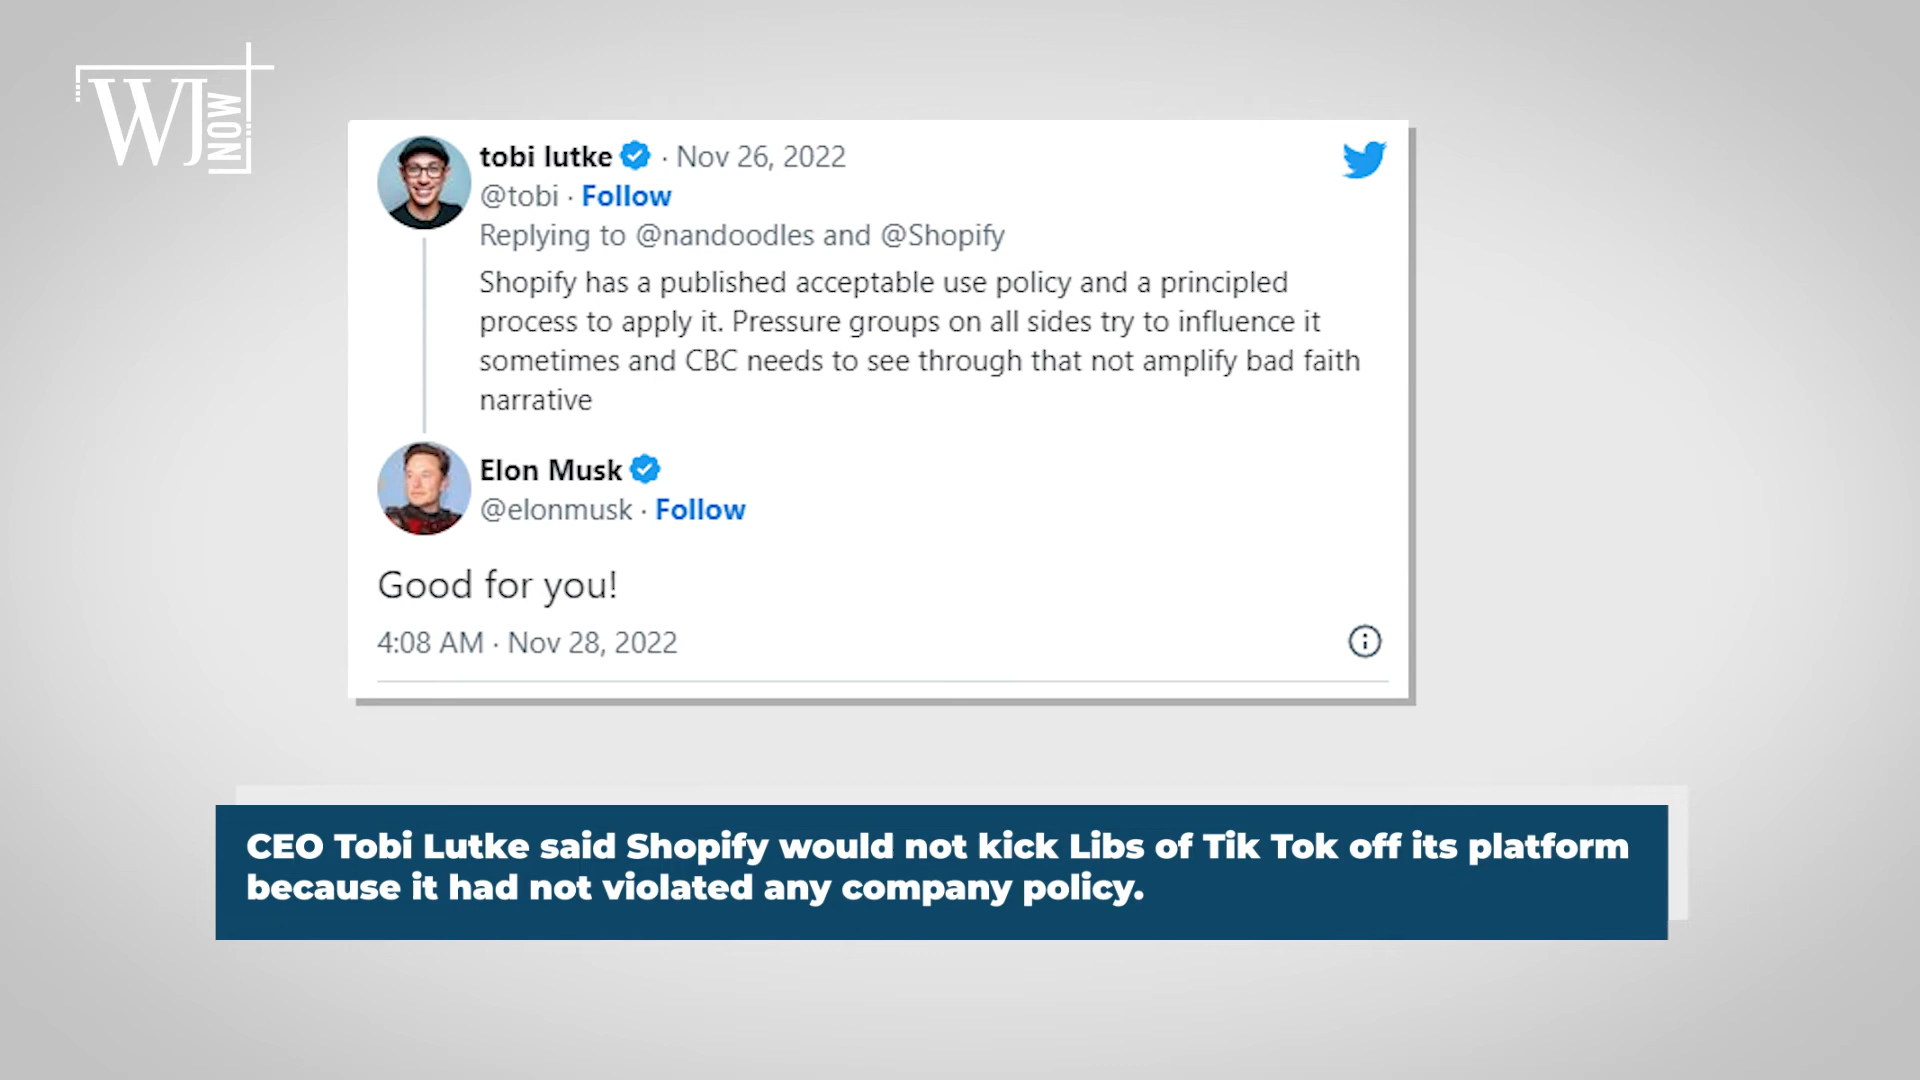 WJ
NOW
tobi lutke · Nov 26, 2022
@tobi · Follow
Replying to @nandoodles and @Shopify
Shopify has a published acceptable use policy and a principled
process to apply it. Pressure groups on all sides try to influence it
sometimes and CBC needs to see through that not amplify bad faith
narrative
Elon Musk
@elonmusk · Follow
Good for you!
4:08 AM · Nov 28, 2022
CEO Tobi Lutke said Shopify would not kick Libs of Tik Tok off its platform
because it had not violated any company policy.